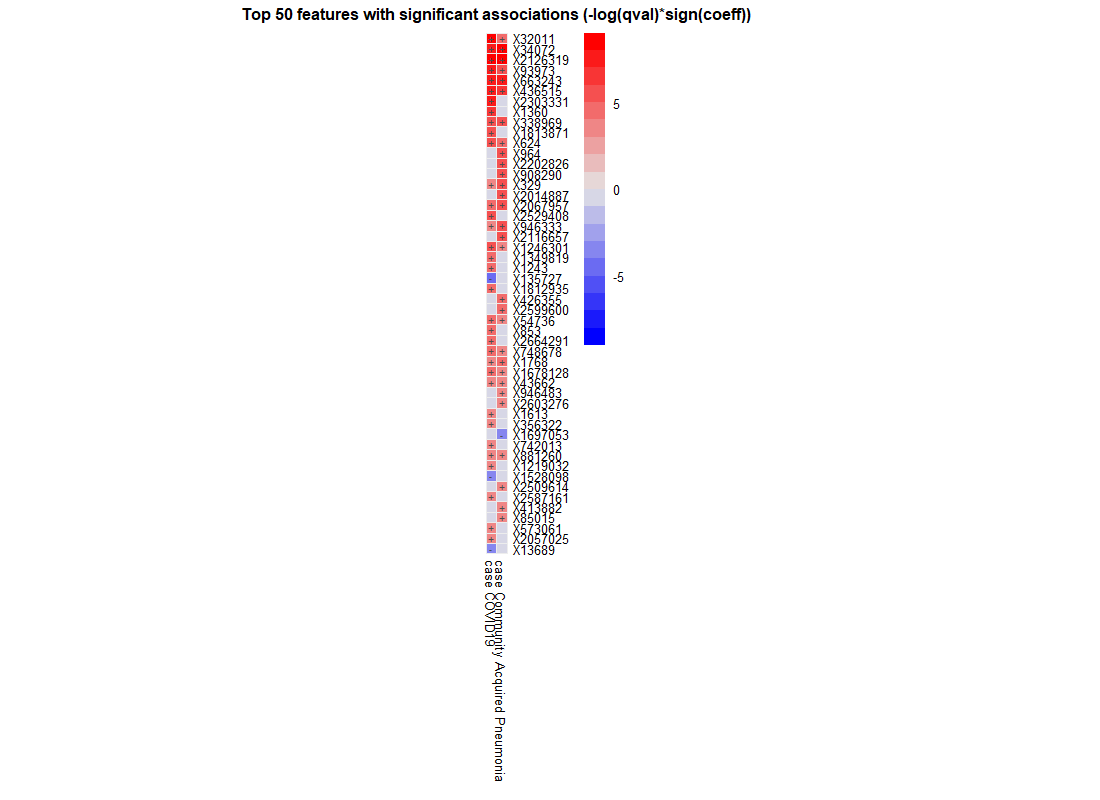 Top 50 features with significant associations (-log(qval)*sign(coeff))
X32011
X34072
X2126319
X93973
X663243
X436515
X2303331
X1360
X338969
X1813871
X624
X964
X2202826
X908290
X329
X2014887
X2067957
X2529408
X946333
X2116657
X1246301
X1349819
X1243
X135727
X1812935
X426355
X2599600
X54736
X853
X2664291
X748678
X1768
X1678128
X43662
X946483
X2603276
X1613
X356322
X1697053
X742013
X881260
X1219032
X1528098
X2509614
X2587161
X413882
X85015
X573061
X2057025
X13689
5
0
-5
case COVID19
case Community Acquired Pneumonia